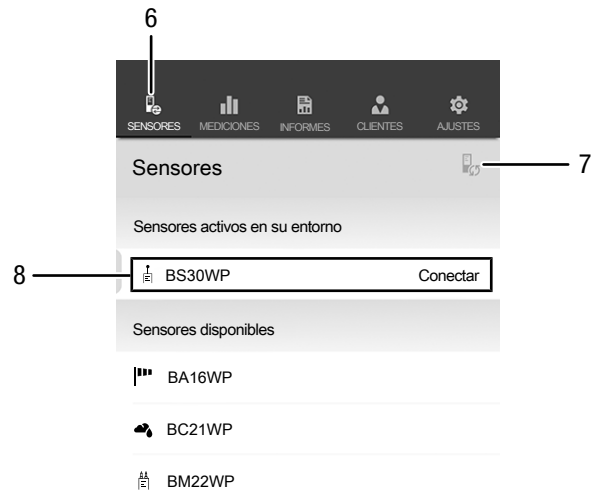 6
SENSORES MEDICIONES INFORMES CLIENTES AJUSTES
Sensores 7
Sensores activos en su entorno
8 BS30WP Conectar
Sensores disponibles
BA16WP
BC21WP
BM22WP